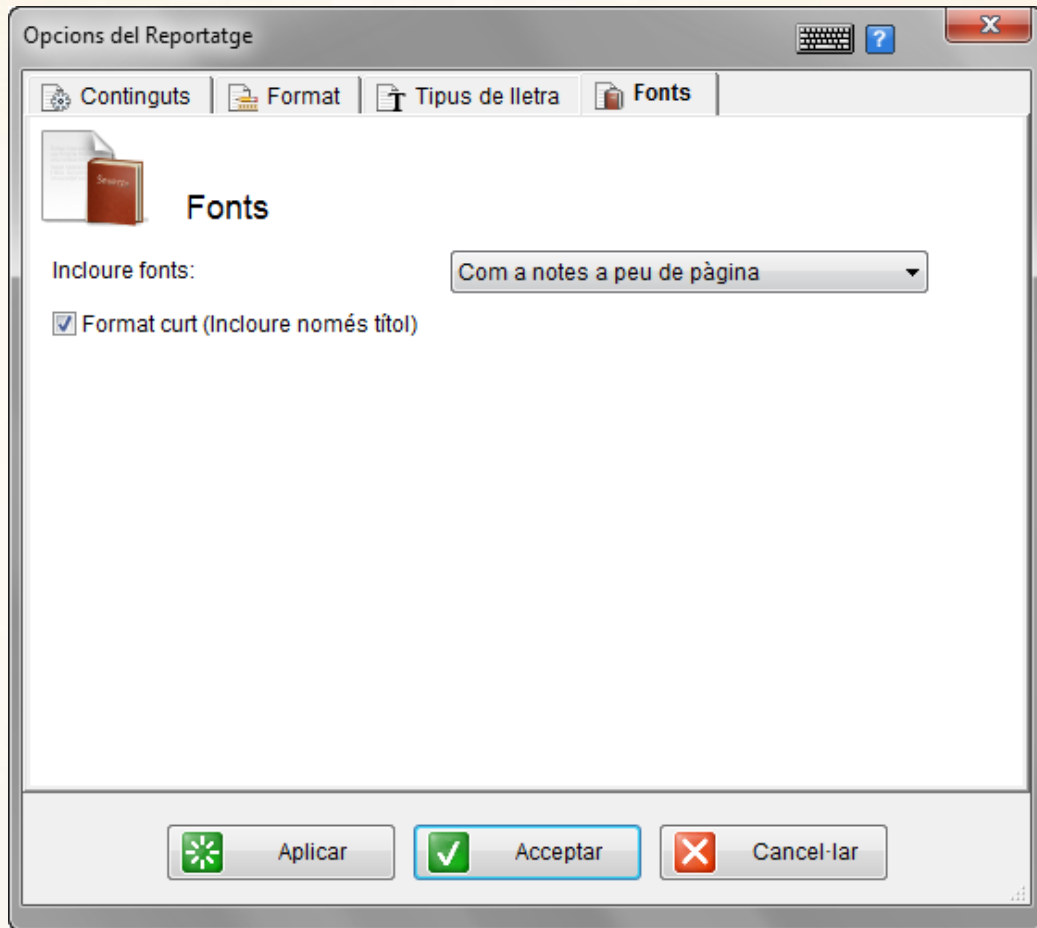 Opcions del Reportatge
?
Continguts Format Tipus de lletra Fonts
Fonts
Incloure fonts: Com a notes a peu de pàgina
Format curt (Incloure només títol)
Aplicar Acceptar Cancel·lar